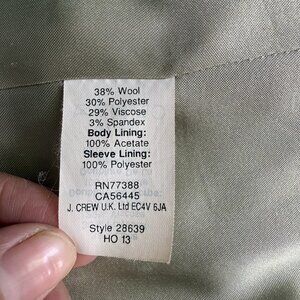 38% Wool
30% Polyester
29% Viscose
3% Spandex
Body Lining:
100% Acetate
Sleeve Lining:
100% Polyester
RN77388
CA56445
J. CREW U.K. Ltd EC4V 6JA
Style 28639
HO 13